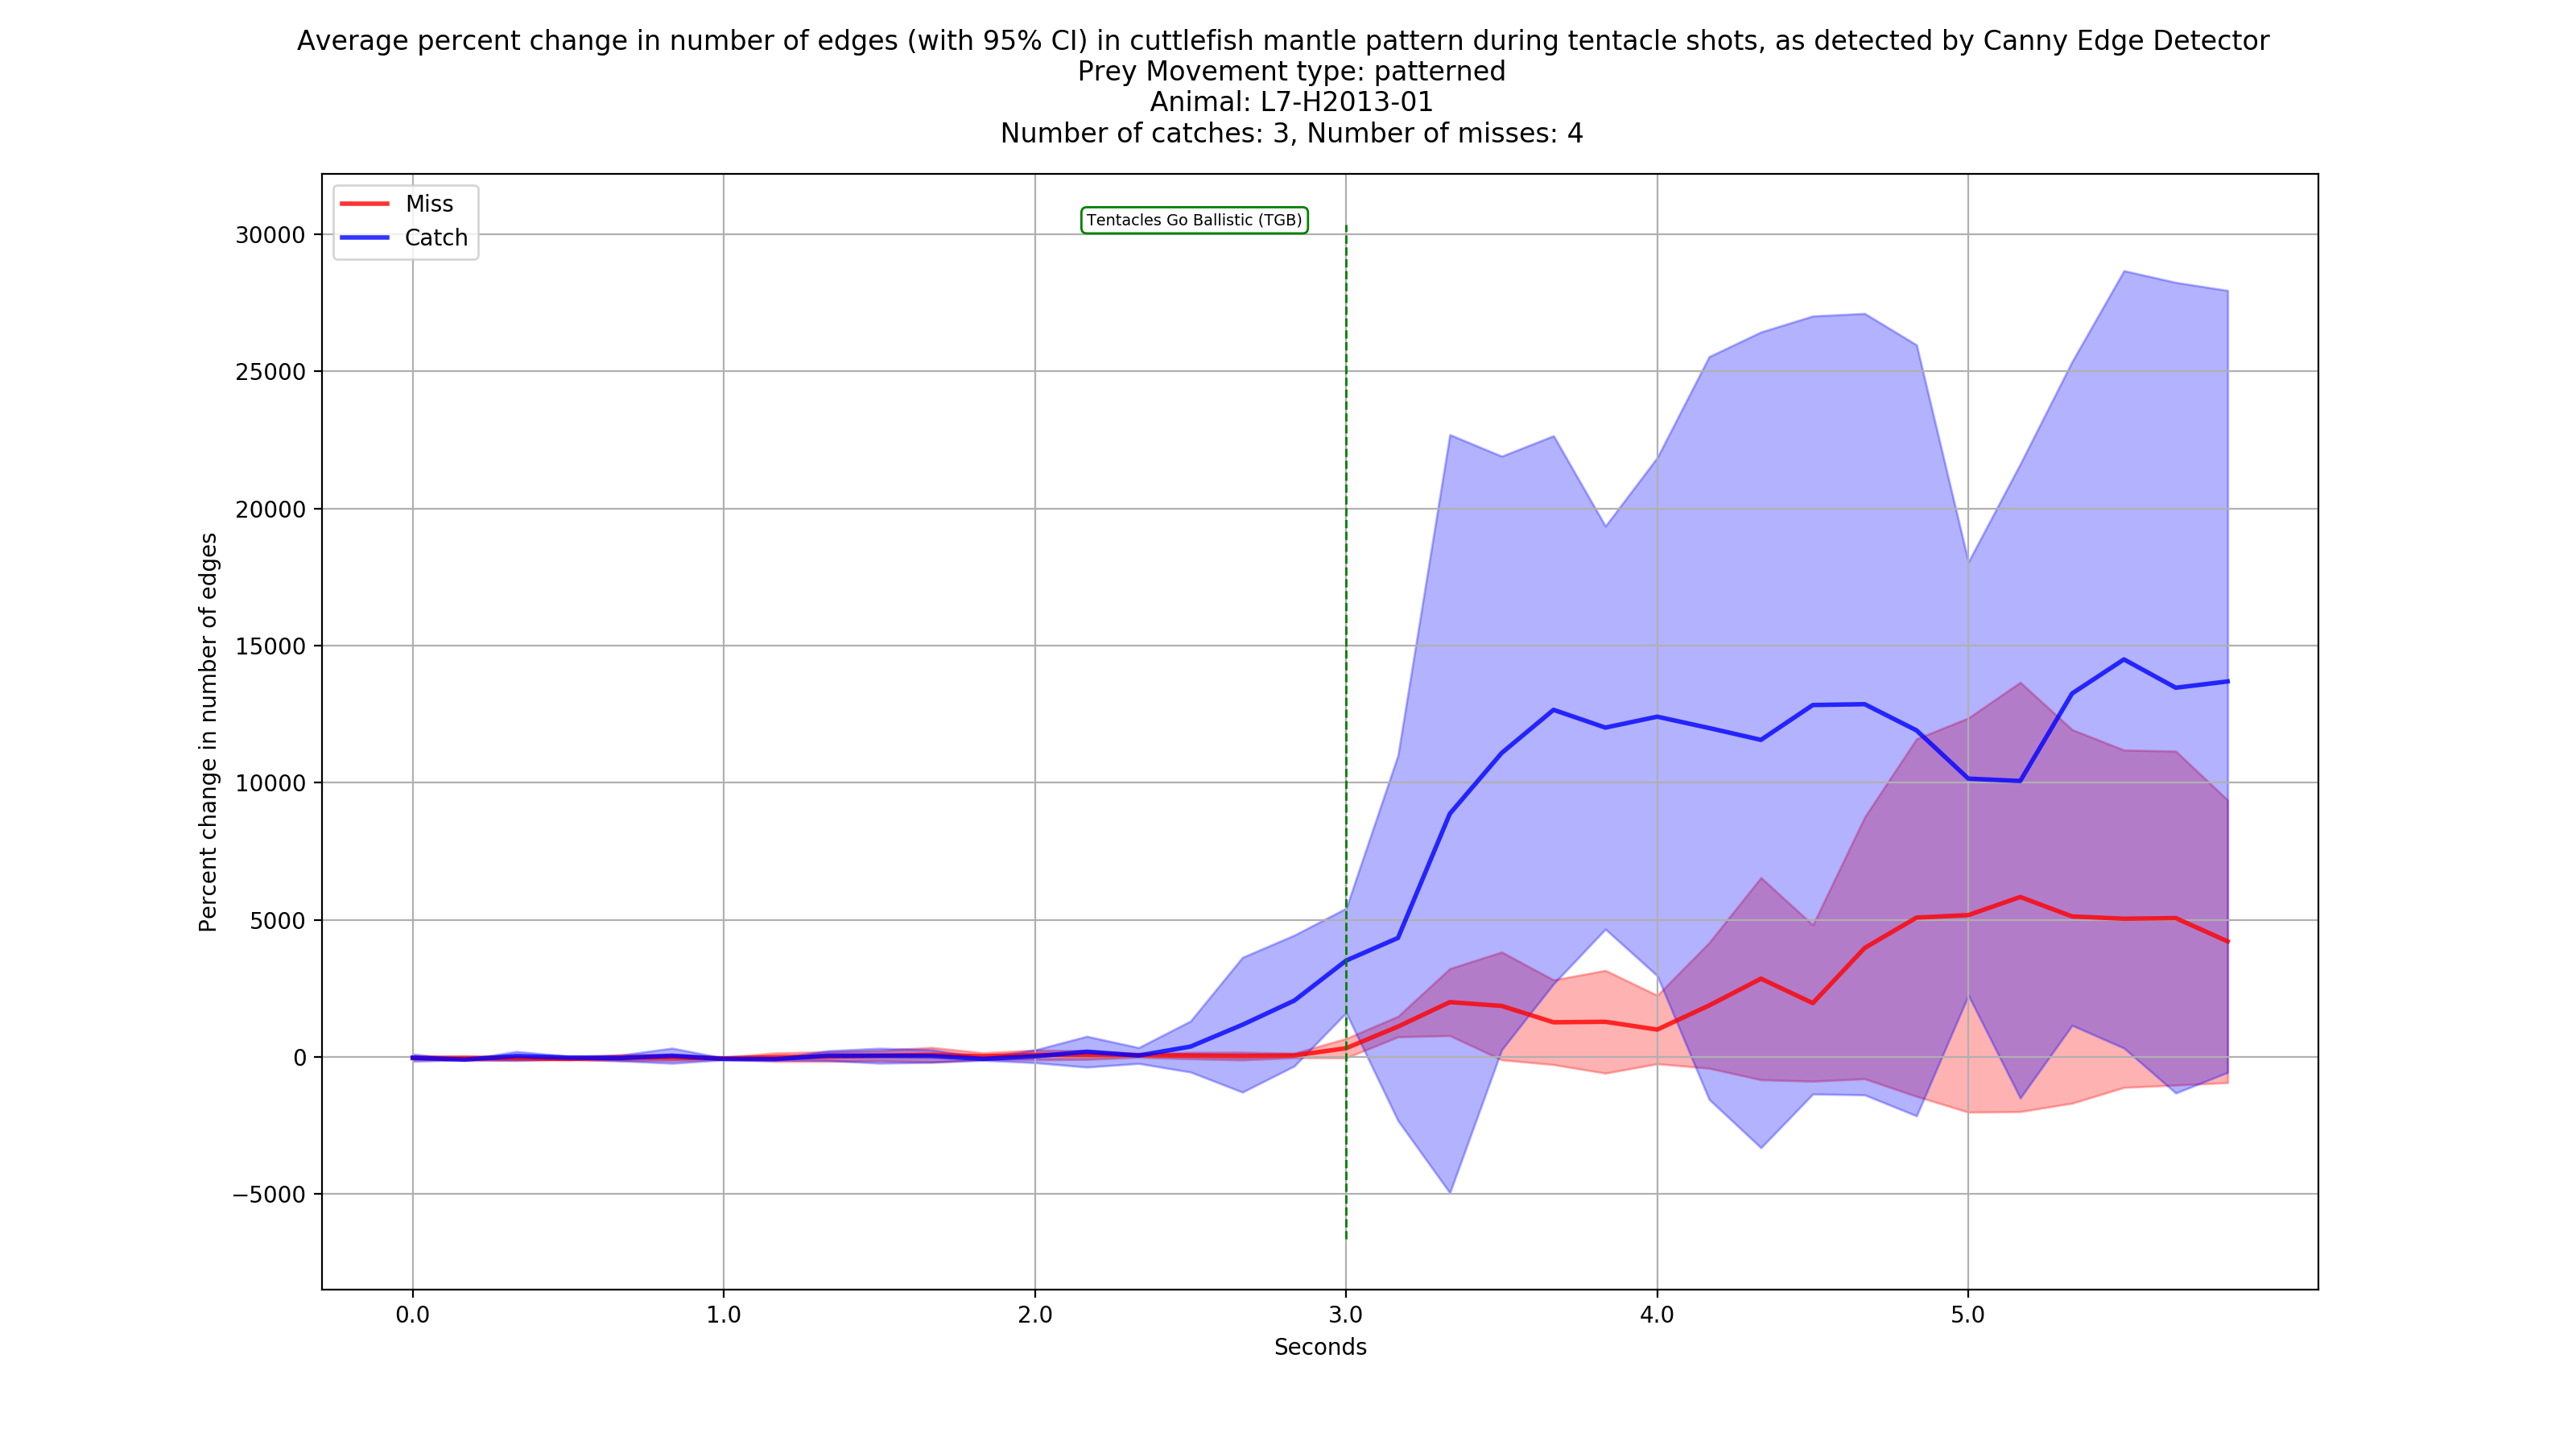 Average percent change in number of edges (with 95% CI) in cuttlefish mantle pattern during tentacle shots, as detected by Canny Edge Detector
Prey Movement type: patterned
Animal: L7-H2013-01
Number of catches: 3, Number of misses: 4
Miss
Catch
Tentacles Go Ballistic (TGB)
30000
25000
20000
15000
10000
5000
0
−5000
Percent change in number of edges
0.0 1.0 2.0 3.0 4.0 5.0
Seconds